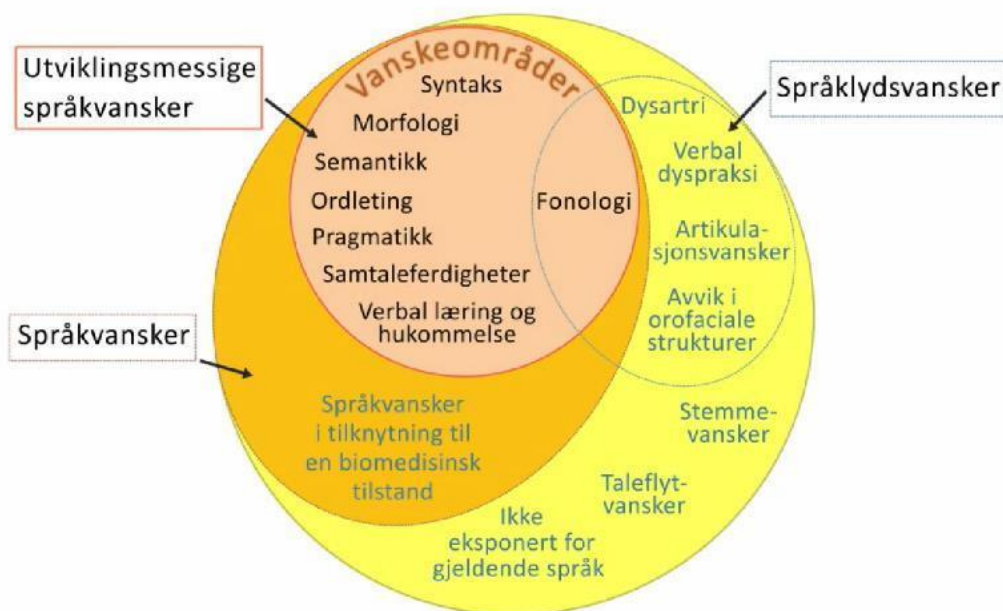 Vanskeområder
Utviklingsmessige
språkvansker
Syntaks
Morfologi
Semantikk
Ordleting
Pragmatikk
Samtaleferdigheter
Verbal læring og
hukommelse
Fonologi
Språklydsvansker
Dysartri
Verbal
dyspraksi
Artikula-
sjonsvansker
Avvik i
orofaciale
strukturer
Språkvansker
Språkvansker
i tilknytning til
en biomedisinsk
tilstand
Stemme-
vansker
Taleflyt-
vansker
Ikke
eksponert for
gjeldende språk